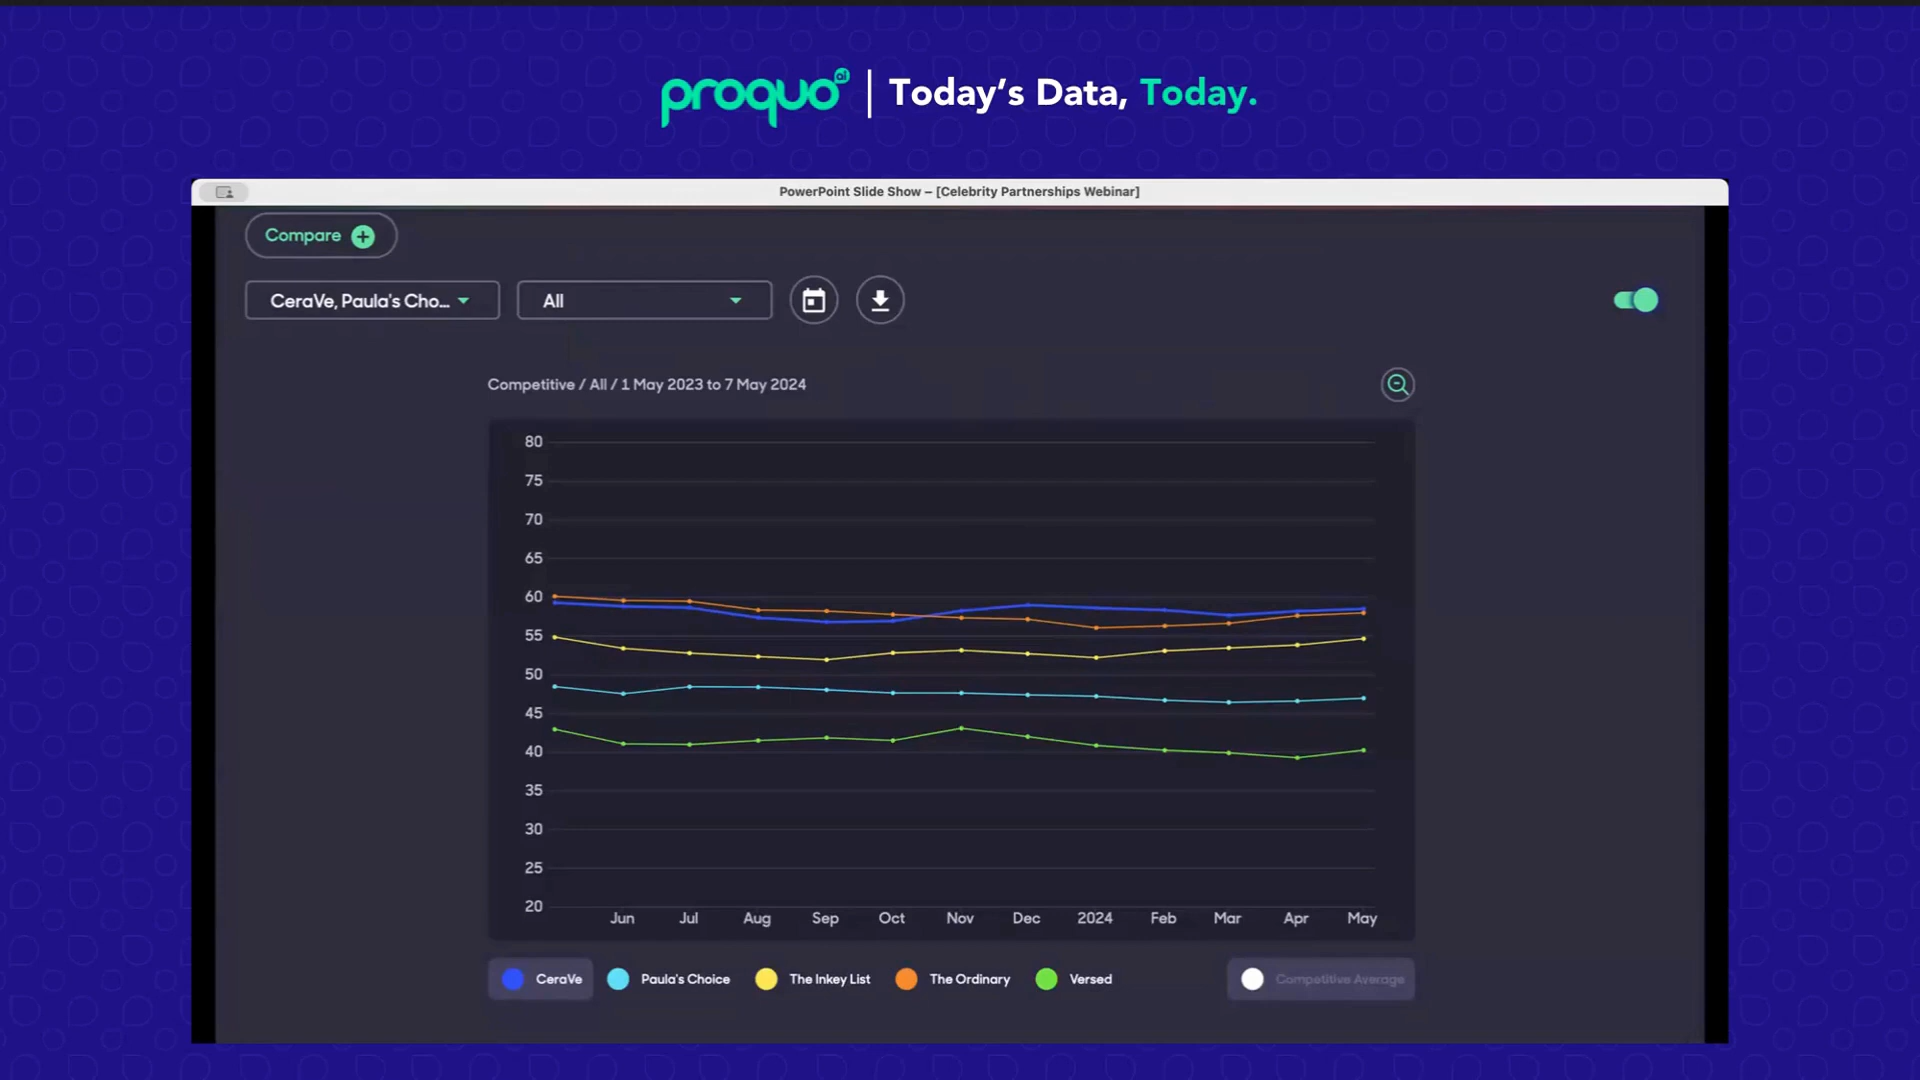 proquo ai | Today's Data, Today.
PowerPoint Slide Show – [Celebrity Partnerships Webinar]
Compare +
CeraVe, Paula's Cho...
All
Competitive / All / 1 May 2023 to 7 May 2024
80
75
70
65
60
55
50
45
40
35
30
25
20
Jun Jul Aug Sep Oct Nov Dec 2024 Feb Mar Apr May
CeraVe Paula's Choice The Inkey List The Ordinary Versed Competitive Average